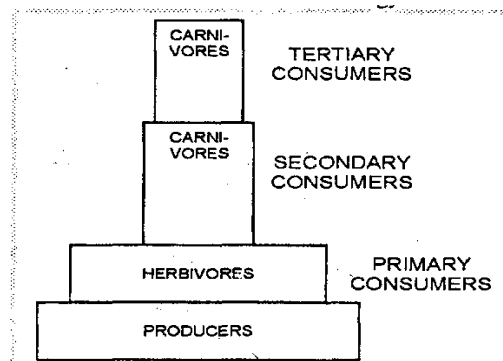 CARNI-
VORES
TERTIARY
CONSUMERS
CARNI-
VORES
SECONDARY
CONSUMERS
HERBIVORES
PRIMARY
CONSUMERS
PRODUCERS